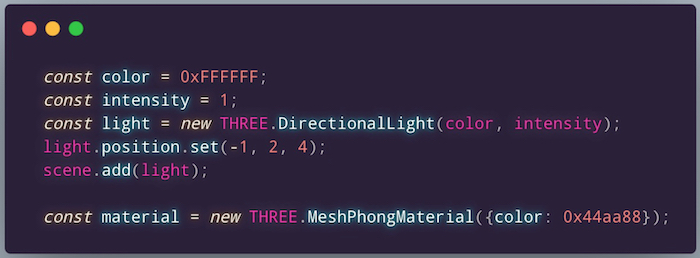 const color = 0xFFFFFF;
const intensity = 1;
const light = new THREE.DirectionalLight(color, intensity);
light.position.set(-1, 2, 4);
scene.add(light);
const material = new THREE.MeshPhongMaterial({color: 0x44aa88});